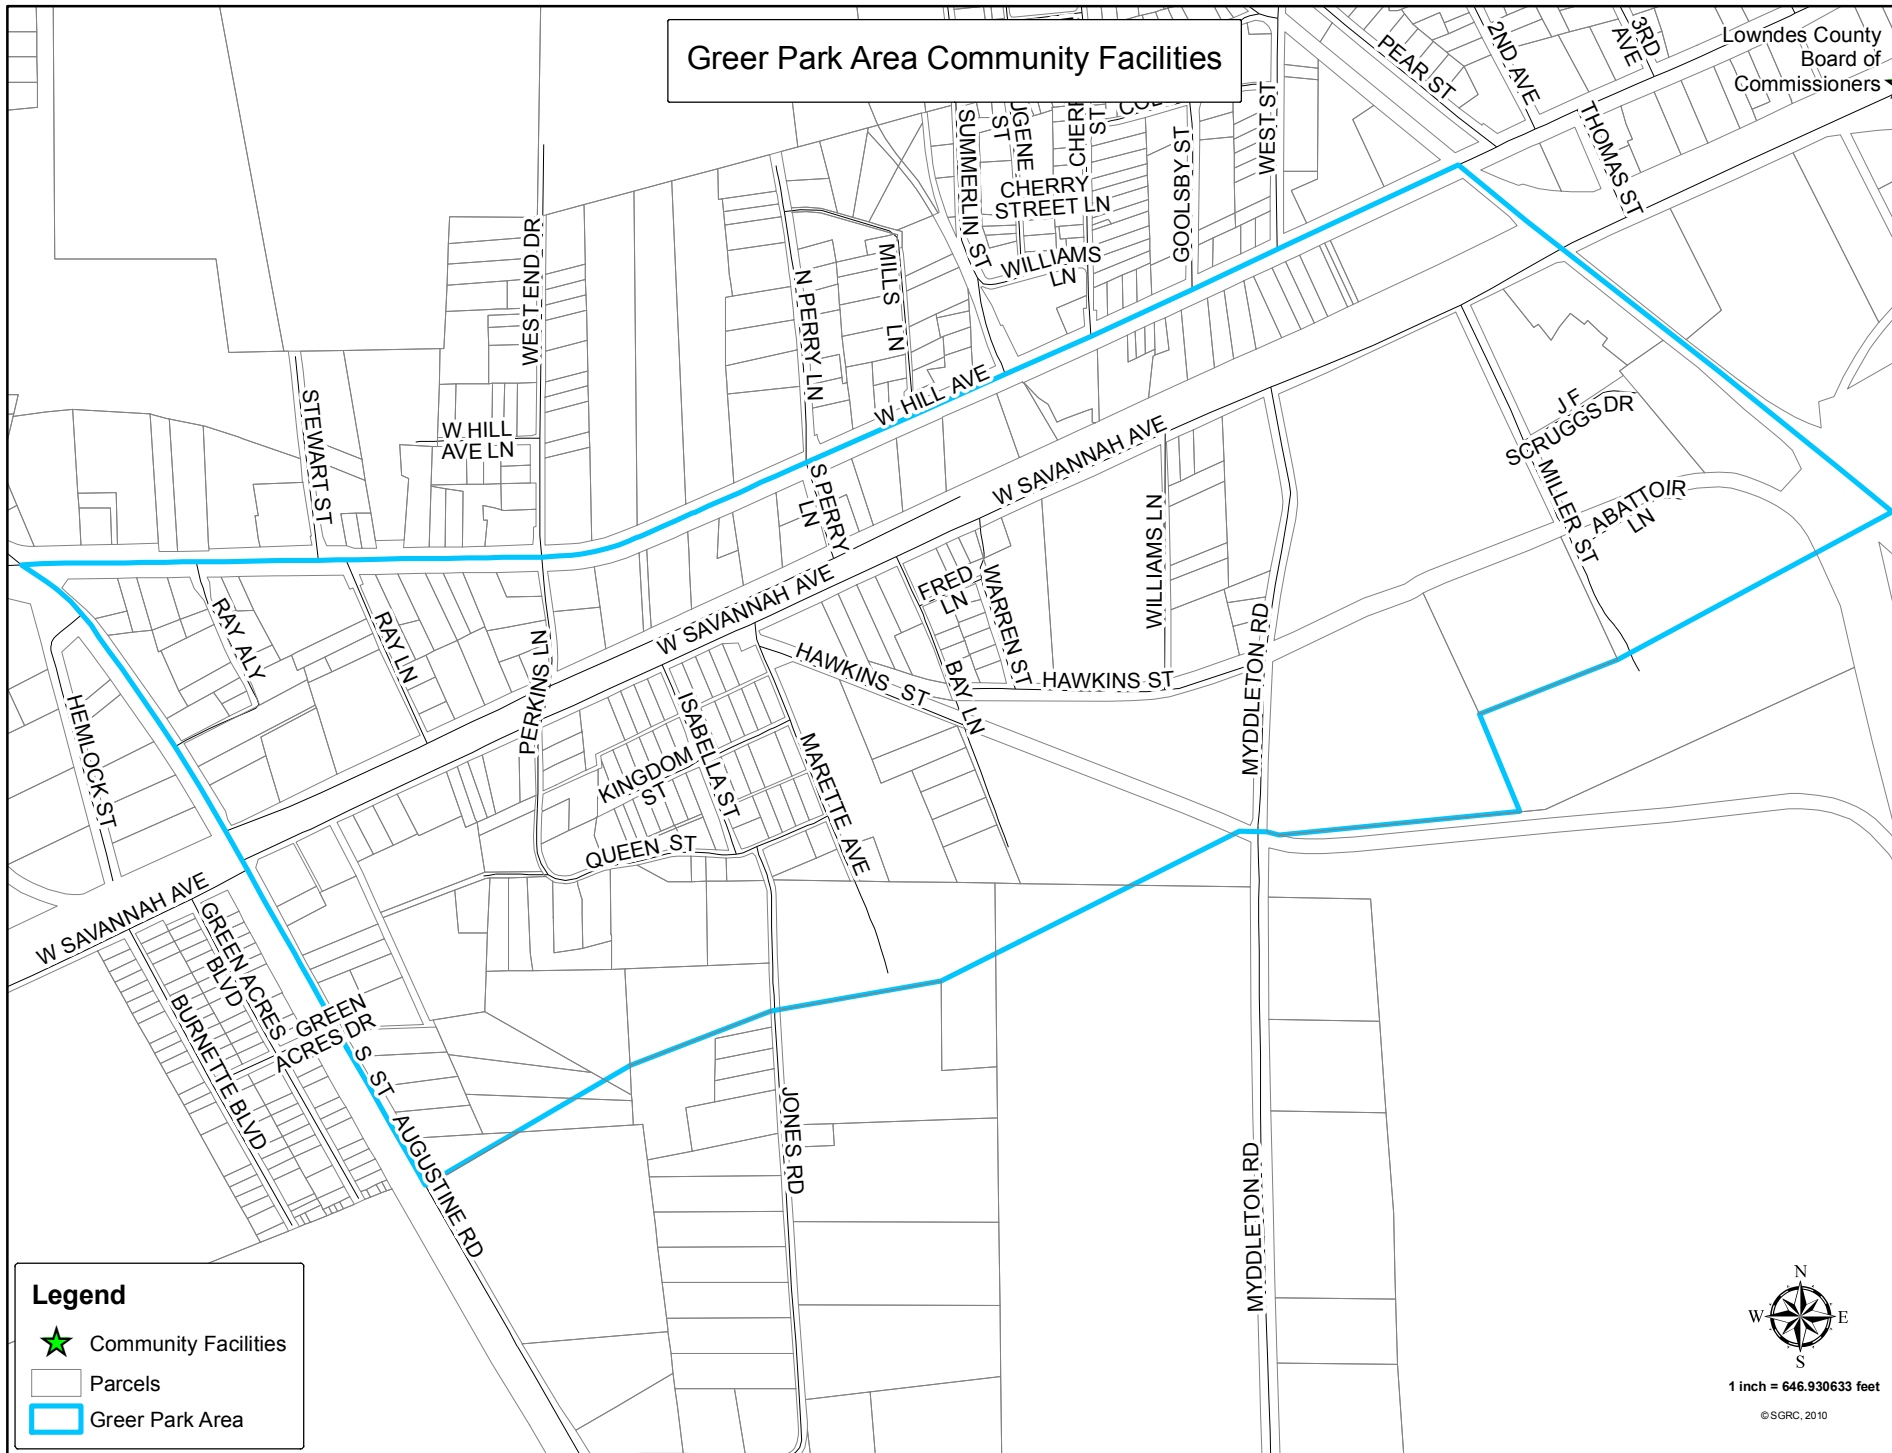 Greer Park Area Community Facilities
Lowndes County
Board of
Commissioners
PEAR ST
2ND AVE
3RD
AVE
THOMAS ST
SUMMERLIN ST
ST
CHERRY
STREET LN
WILLIAMS
LN
GOOLSBY ST
WEST ST
WEST END DR
N PERRY LN
MILLS LN
W HILL AVE
STEWART ST
W HILL
AVE LN
S PERRY
LN
W SAVANNAH AVE
WILLIAMS LN
J F
SCRUGGS DR
MILLER ST
ABATTOIR
LN
RAY ALY
RAY LN
PERKINS LN
W SAVANNAH AVE
FRED
LN
WARREN ST
HAWKINS ST
HAWKINS ST
BAY LN
MYDDLETON RD
HEMLOCK ST
ISABELLA ST
KINGDOM
ST
MARETTE AVE
QUEEN ST
W SAVANNAH AVE
GREEN ACRES
BLVD
GREEN
ACRES DR
BURNETTE BLVD
S ST AUGUSTINE RD
JONES RD
MYDDLETON RD
Legend
Community Facilities
Parcels
Greer Park Area
N
W
E
S
1 inch = 646.930633 feet
©SGRC, 2010